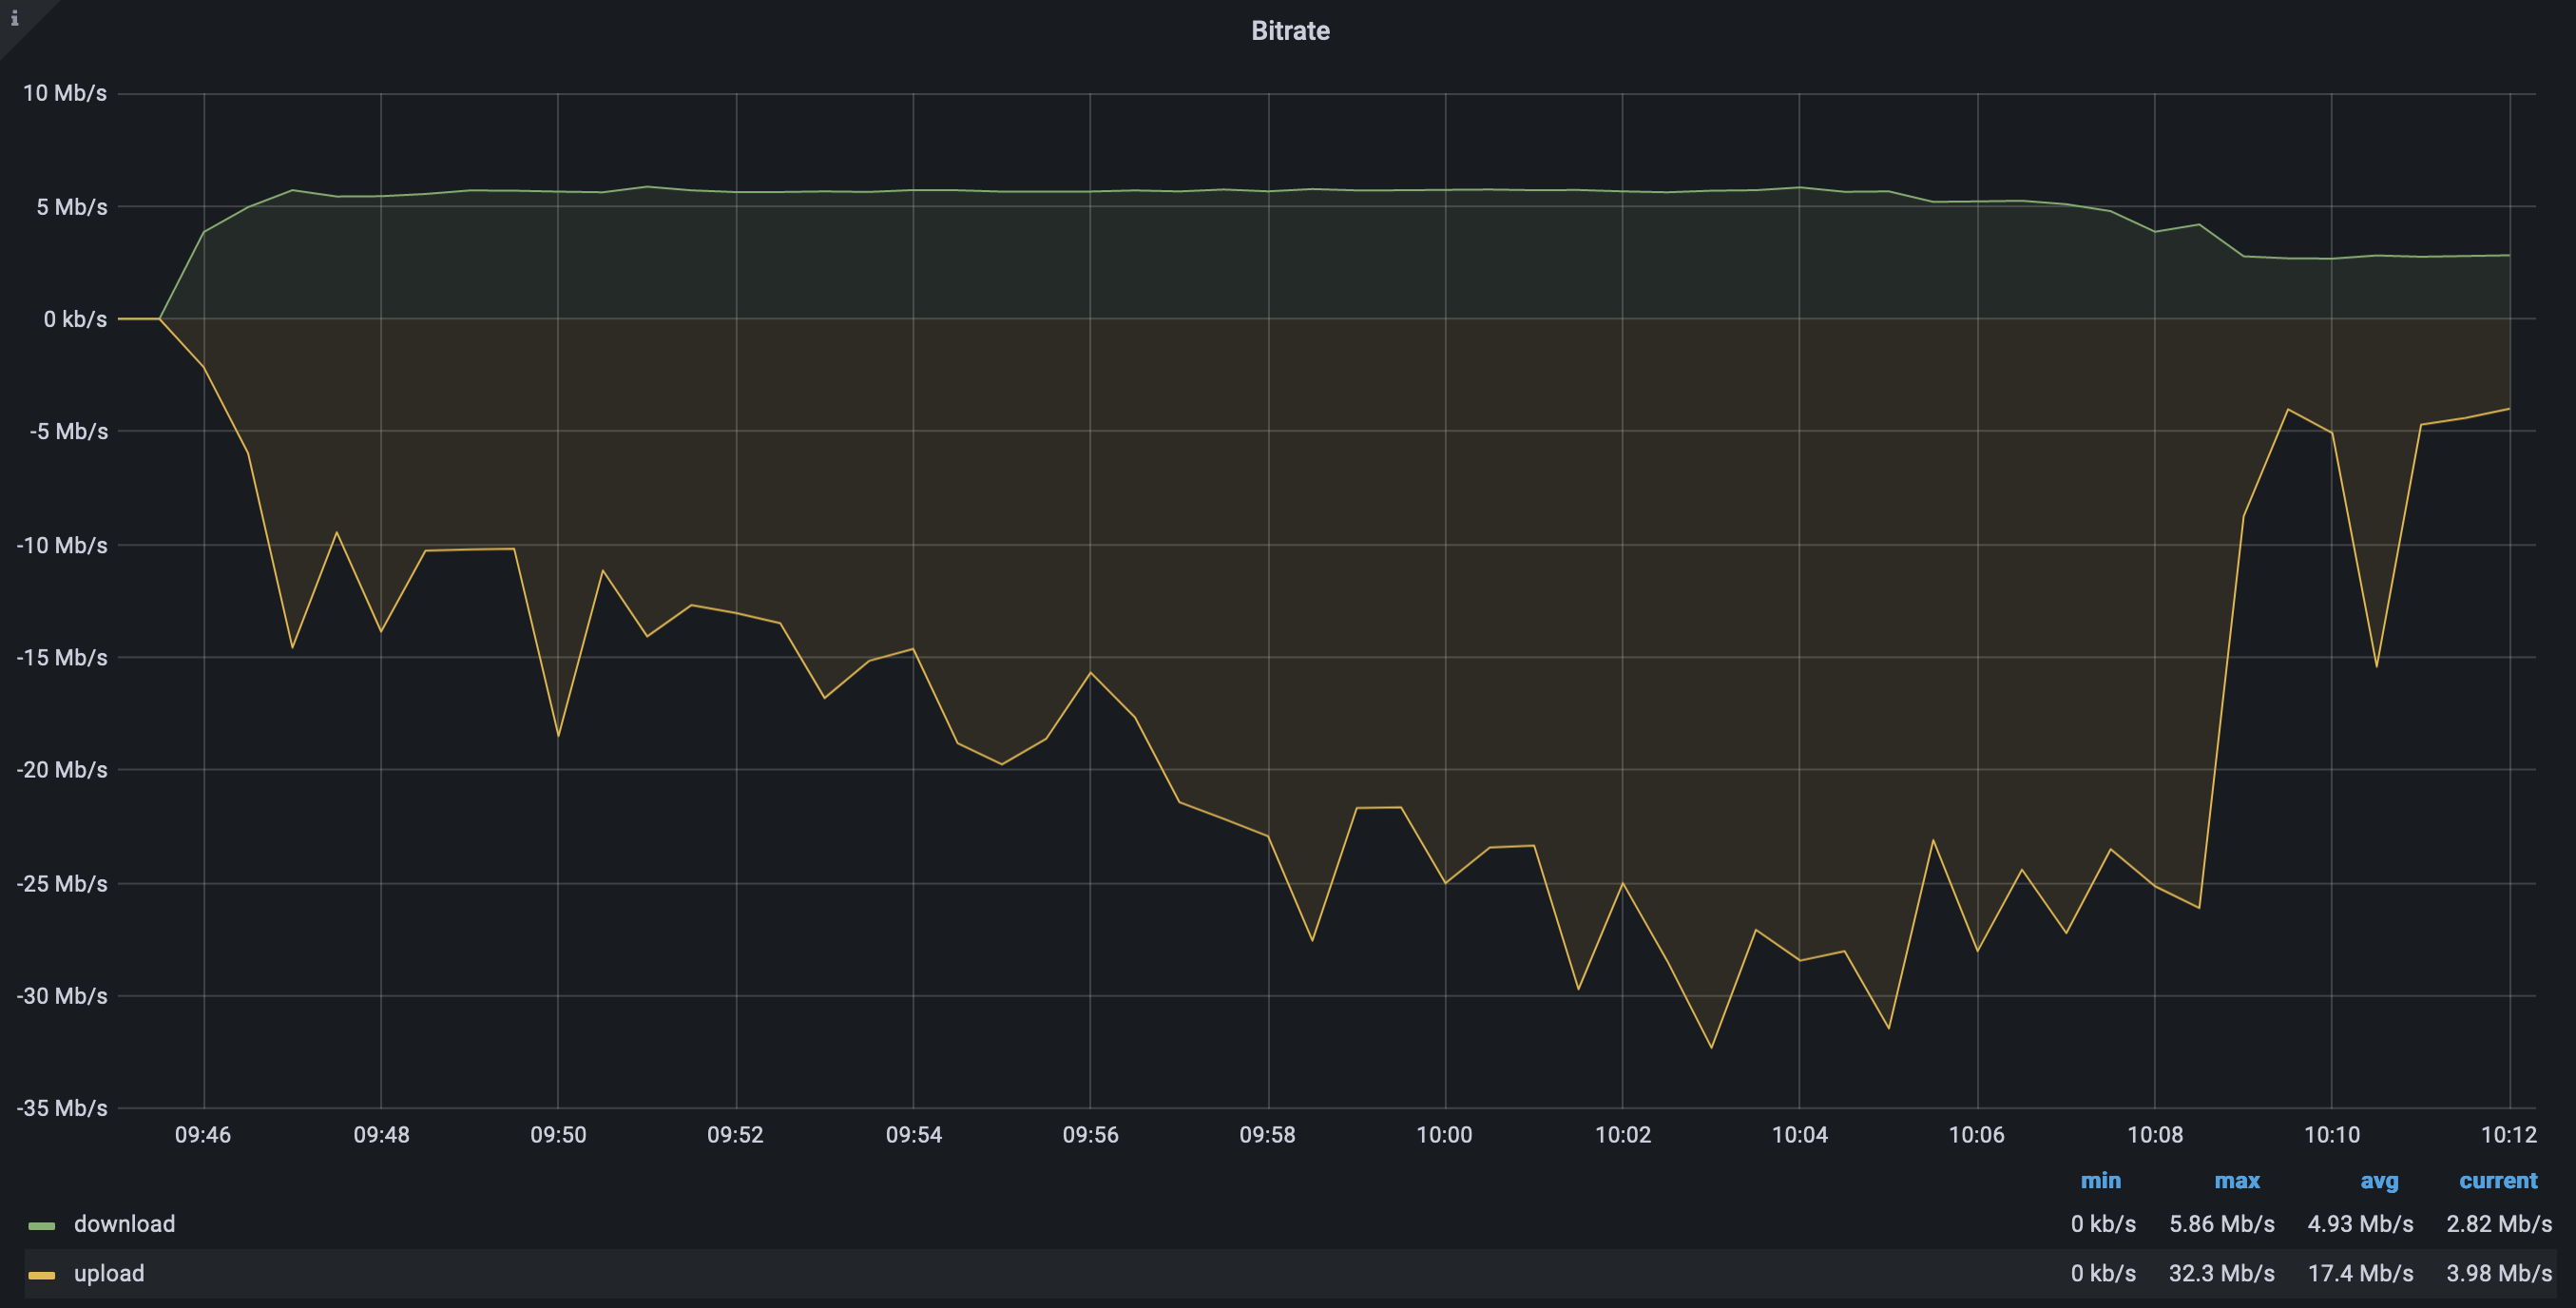 i
Bitrate
10 Mb/s
5 Mb/s
0 kb/s
-5 Mb/s
-10 Mb/s
-15 Mb/s
-20 Mb/s
-25 Mb/s
-30 Mb/s
-35 Mb/s
09:46 09:48 09:50 09:52 09:54 09:56 09:58 10:00 10:02 10:04 10:06 10:08 10:10 10:12
min max avg current
download 0 kb/s 5.86 Mb/s 4.93 Mb/s 2.82 Mb/s
upload 0 kb/s 32.3 Mb/s 17.4 Mb/s 3.98 Mb/s